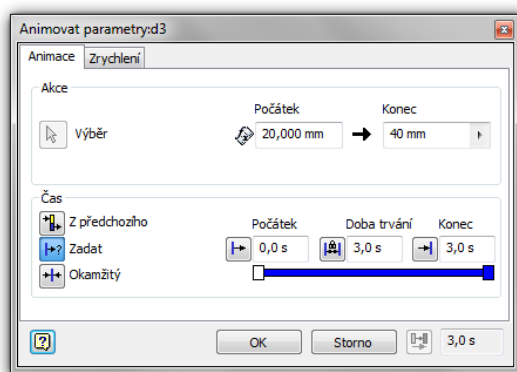 Animovat parametry:d3
Animace Zrychlení
Akce
Počátek Konec
Výběr 20,000 mm 40 mm
Čas
Z předchozího Počátek Doba trvání Konec
Zadat 0,0 s 3,0 s 3,0 s
Okamžitý
OK Storno 3,0 s